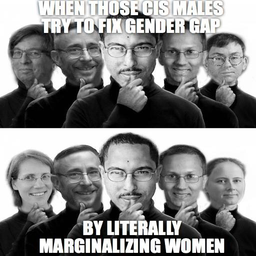 WHEN THOSE CIS MALES
TRY TO FIX GENDER GAP
BY LITERALLY
MARGINALIZING WOMEN